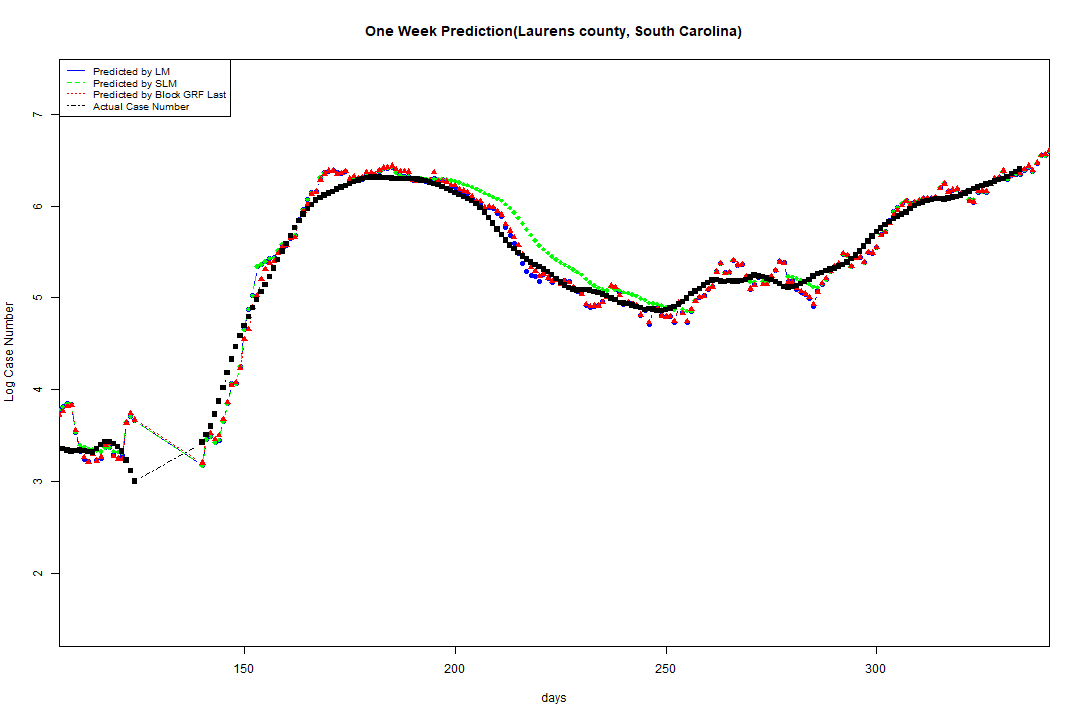 One Week Prediction(Laurens county, South Carolina)
Predicted by LM
Predicted by SLM
Predicted by Block GRF Last
Actual Case Number
7
6
5
4
3
2
Log Case Number
150 200 250 300
days